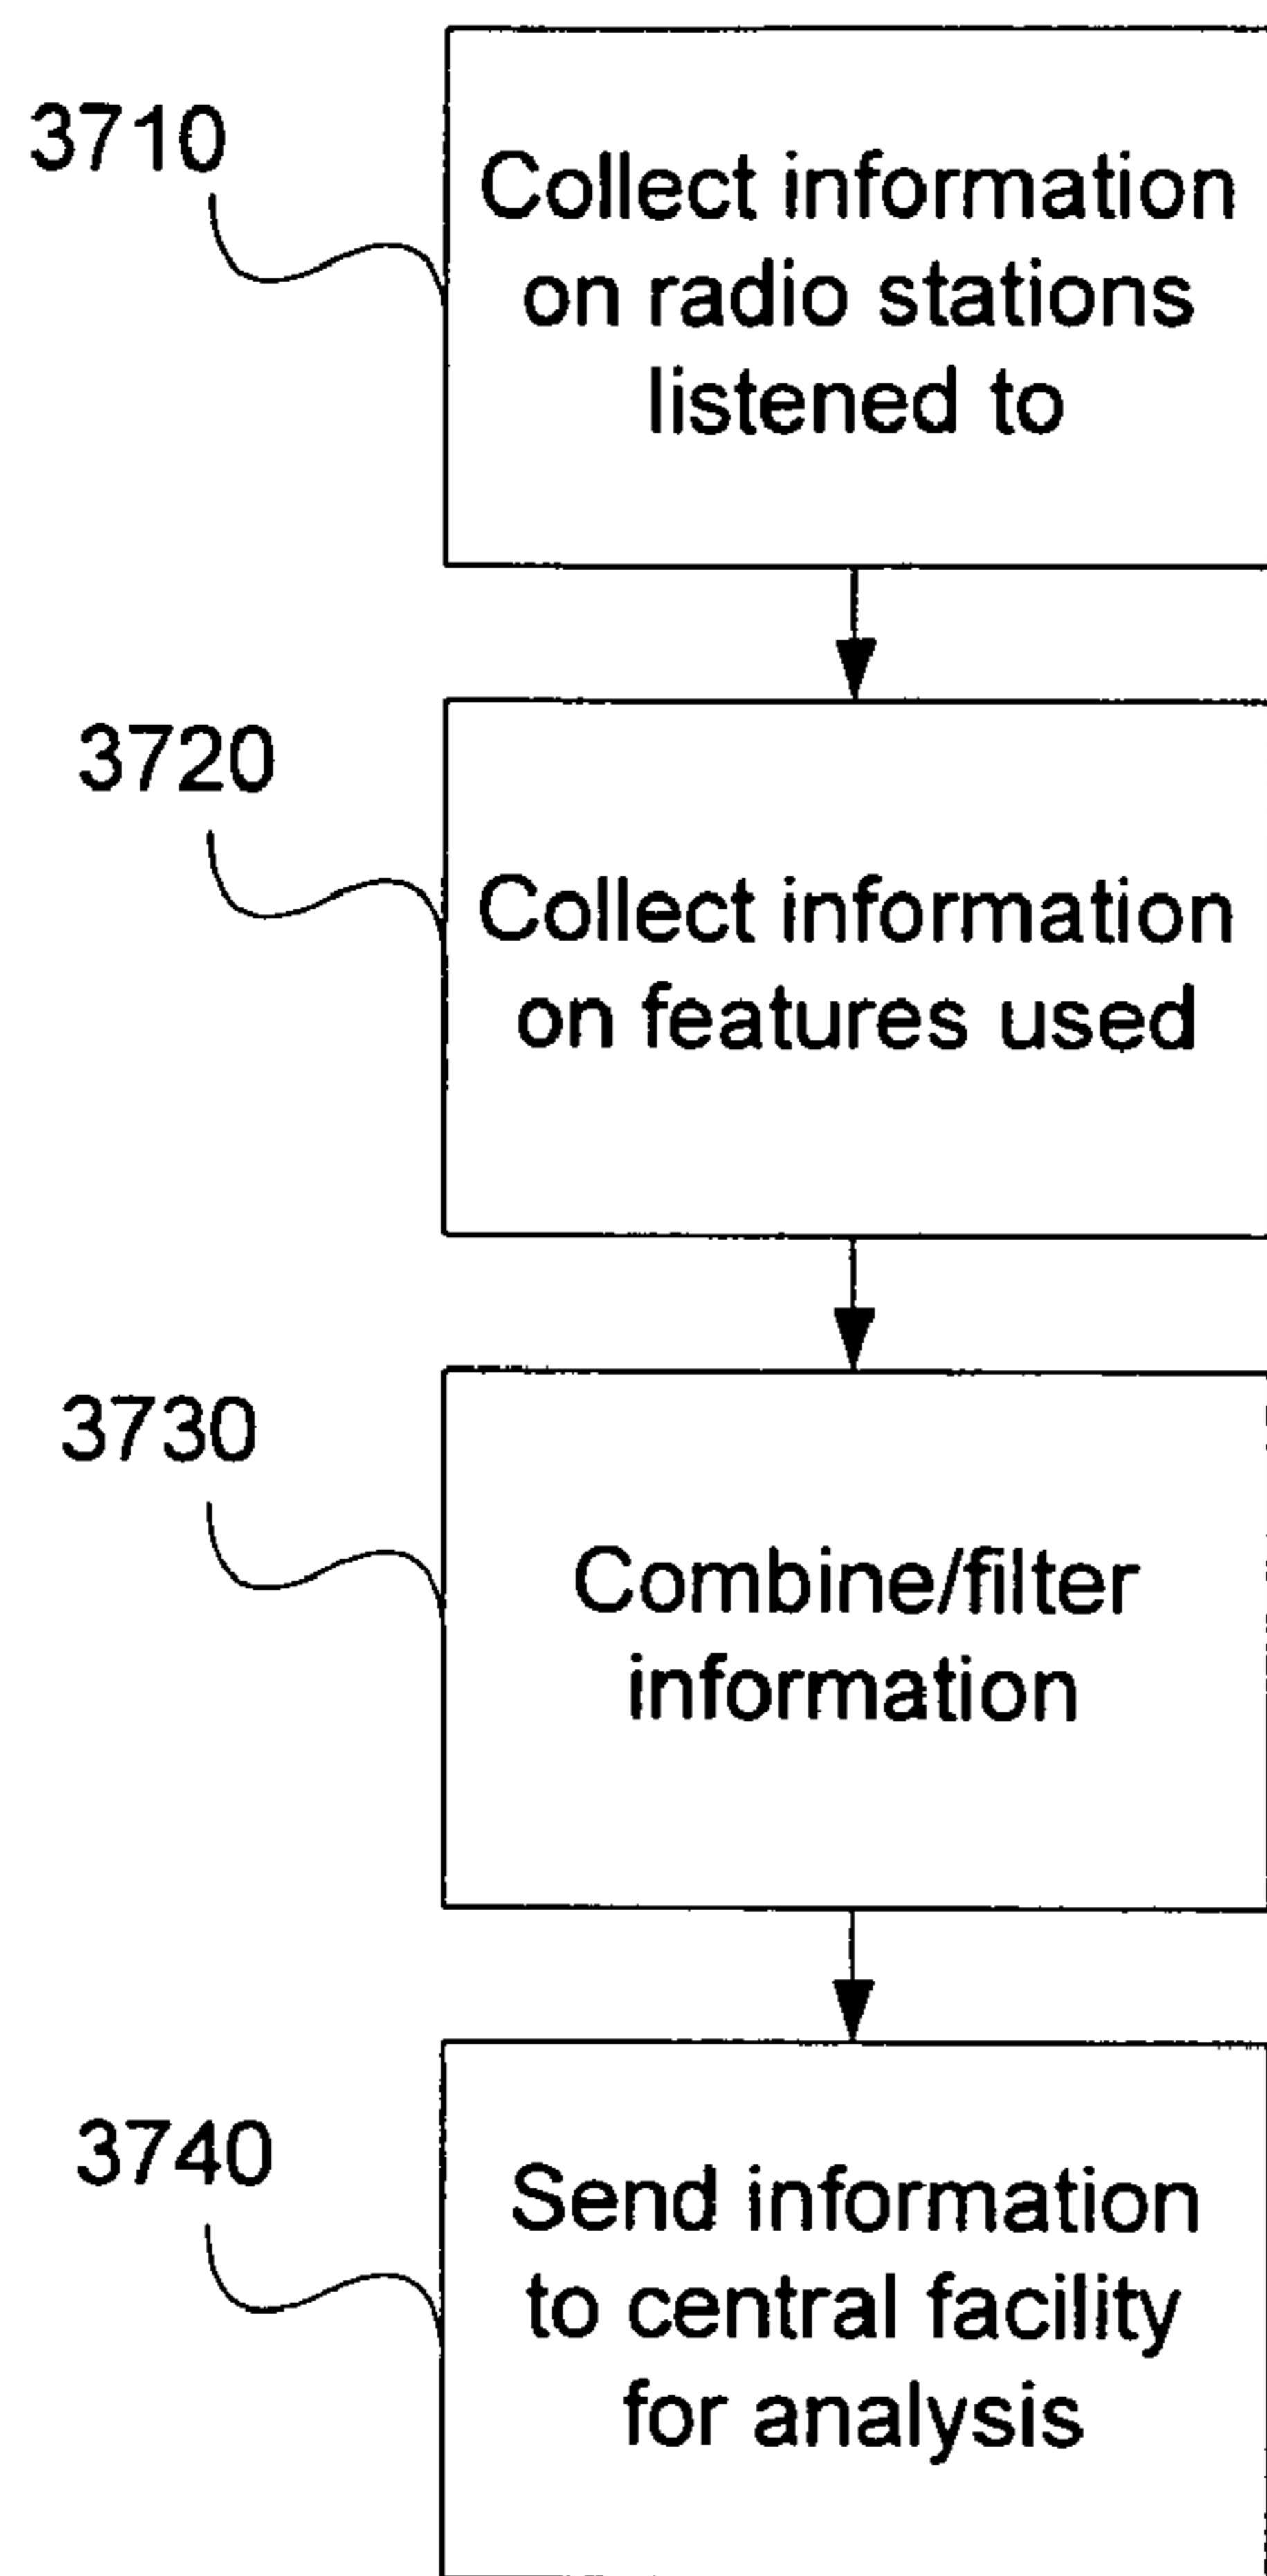 3710
Collect information
on radio stations
listened to
3720
Collect information
on features used
3730
Combine/filter
information
3740
Send information
to central facility
for analysis